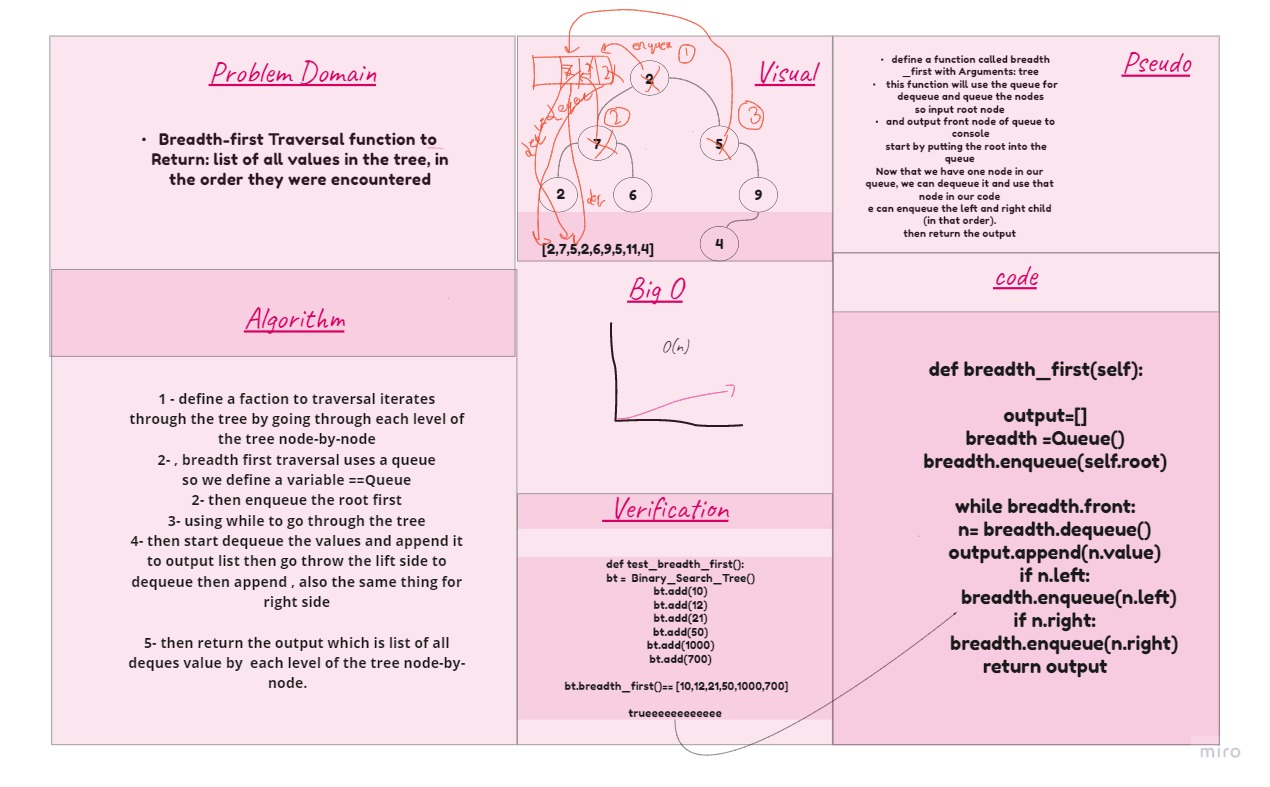 Problem Domain
• Breadth-first Traversal function to
Return: list of all values in the tree, in
the order they were encountered
Algorithm
1 - define a faction to traversal iterates
through the tree by going through each level of
the tree node-by-node
2- , breadth first traversal uses a queue
so we define a variable ==Queue
2- then enqueue the root first
3- using while to go through the tree
4- then start dequeue the values and append it
to output list then go throw the lift side to
dequeue then append , also the same thing for
right side
5- then return the output which is list of all
deques value by each level of the tree node-by-
node.
Visual
enqueu
1
2
7
2
2
3
7
5
2
6
9
deq
4
[2,7,5,2,6,9,5,11,4]
Big O
O(n)
Verification
def test_breadth_first():
bt = Binary_Search_Tree()
bt.add(10)
bt.add(12)
bt.add(21)
bt.add(50)
bt.add(1000)
bt.add(700)
bt.breadth_first()== [10,12,21,50,1000,700]
trueeeeeeeeeeee
Pseudo
• define a function called breadth
_first with Arguments: tree
• this function will use the queue for
dequeue and queue the nodes
so input root node
• and output front node of queue to
console
start by putting the root into the
queue
Now that we have one node in our
queue, we can dequeue it and use that
node in our code
e can enqueue the left and right child
(in that order).
then return the output
code
def breadth_first(self):
output=[]
breadth =Queue()
breadth.enqueue(self.root)
while breadth.front:
n= breadth.dequeue()
output.append(n.value)
if n.left:
breadth.enqueue(n.left)
if n.right:
breadth.enqueue(n.right)
return output
miro